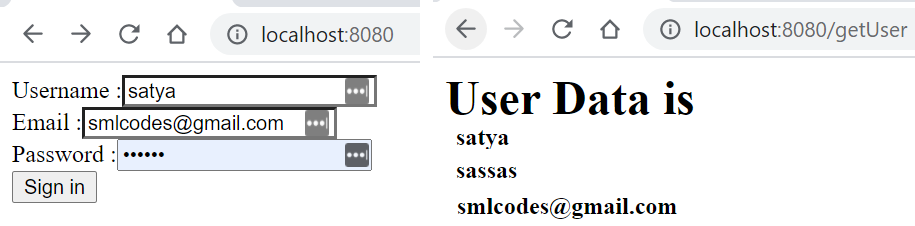 localhost:8080
Username : satya
Email : smlcodes@gmail.com
Password : ••••••
Sign in
localhost:8080/getUser
User Data is
satya
sassas
smlcodes@gmail.com